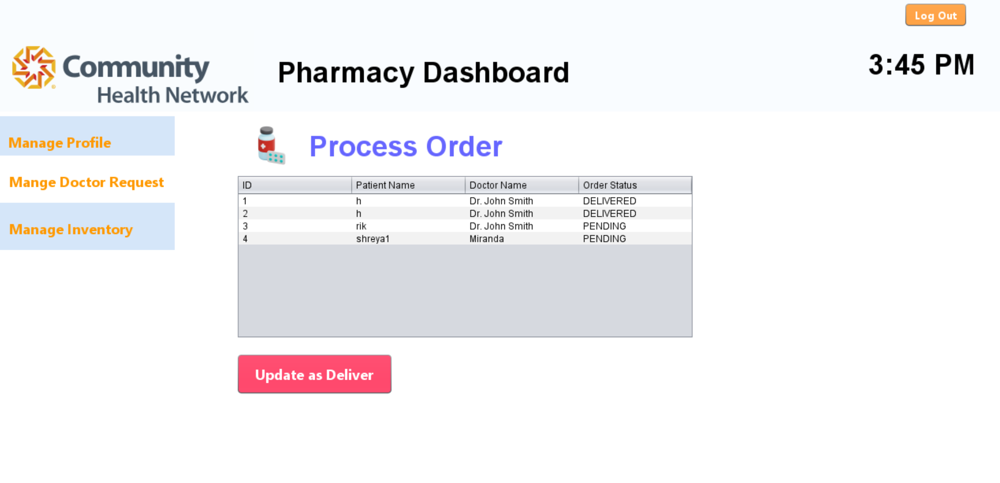 Log Out
Community
Health Network
Pharmacy Dashboard
3:45 PM
Manage Profile
Mange Doctor Request
Manage Inventory
Process Order
ID Patient Name Doctor Name Order Status
1 h Dr. John Smith DELIVERED
2 h Dr. John Smith DELIVERED
3 rik Dr. John Smith PENDING
4 shreya1 Miranda PENDING
Update as Deliver